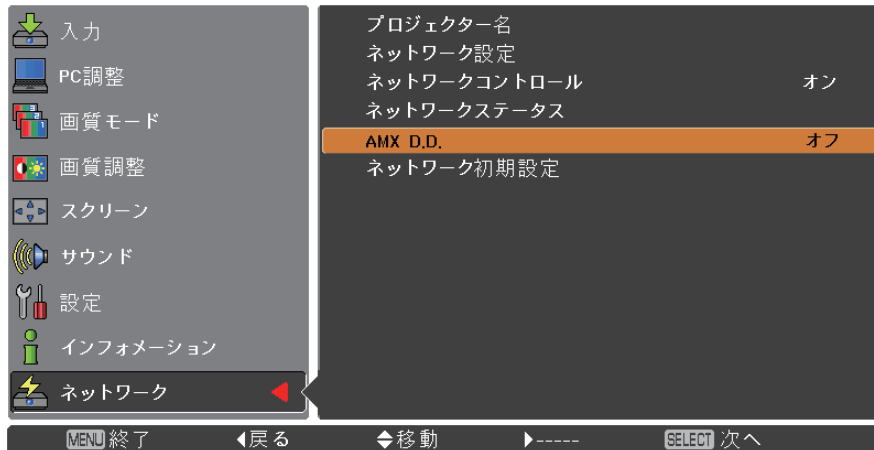 入力
PC調整
画質モード
画質調整
スクリーン
サウンド
設定
インフォメーション
ネットワーク
プロジェクター名
ネットワーク設定
ネットワークコントロール オン
ネットワークステータス
AMX D.D. オフ
ネットワーク初期設定
MENU 終了 ◀戻る ◆移動 ▶----- SELECT 次へ